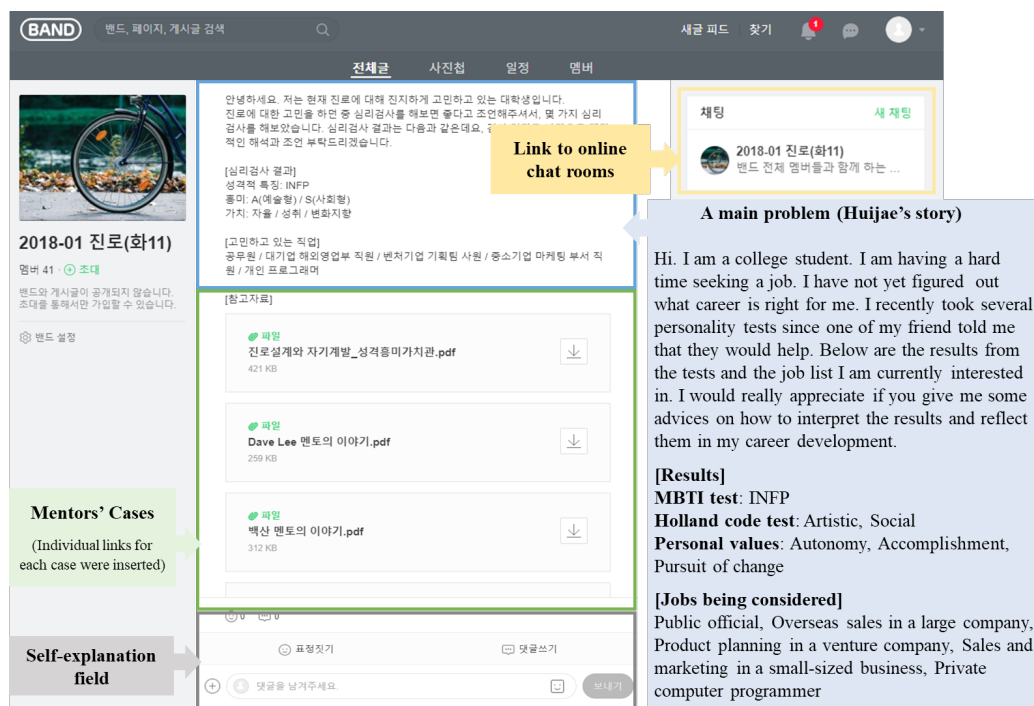 BAND
밴드, 페이지, 게시글 검색
새글 피드
찾기
1
전체글
사진첩
일정
멤버
2018-01 진로(화11)
멤버 41 · 초대
밴드와 게시글이 공개되지 않습니다.
초대를 통해서만 가입할 수 있습니다.
밴드 설정
안녕하세요. 저는 현재 진로에 대해 진지하게 고민하고 있는 대학생입니다.
진로에 대한 고민을 하던 중 심리검사를 해보면 좋다고 조언해주셔서, 몇 가지 심리
검사를 해보았습니다. 심리검사 결과는 다음과 같은데요,
적인 해석과 조언 부탁드리겠습니다.
[심리검사 결과]
성격적 특징: INFP
흥미: A(예술형) / S(사회형)
가치: 자율 / 성취 / 변화지향
[고민하고 있는 직업]
공무원 / 대기업 해외영업부 직원 / 벤처기업 기획팀 사원 / 중소기업 마케팅 부서 직
원 / 개인 프로그래머
Link to online
chat rooms
채팅
새 채팅
2018-01 진로(화11)
밴드 전체 멤버들과 함께 하는 ...
[참고자료]
파일
진로설계와 자기계발_성격흥미가치관.pdf
421 KB
파일
Dave Lee 멘토의 이야기.pdf
259 KB
파일
백산 멘토의 이야기.pdf
312 KB
0
0
표정짓기
댓글쓰기
댓글을 남겨주세요.
보내기
Mentors' Cases
(Individual links for
each case were inserted)
Self-explanation
field
A main problem (Huijae's story)
Hi. I am a college student. I am having a hard
time seeking a job. I have not yet figured out
what career is right for me. I recently took several
personality tests since one of my friend told me
that they would help. Below are the results from
the tests and the job list I am currently interested
in. I would really appreciate if you give me some
advices on how to interpret the results and reflect
them in my career development.
[Results]
MBTI test: INFP
Holland code test: Artistic, Social
Personal values: Autonomy, Accomplishment,
Pursuit of change
[Jobs being considered]
Public official, Overseas sales in a large company,
Product planning in a venture company, Sales and
marketing in a small-sized business, Private
computer programmer